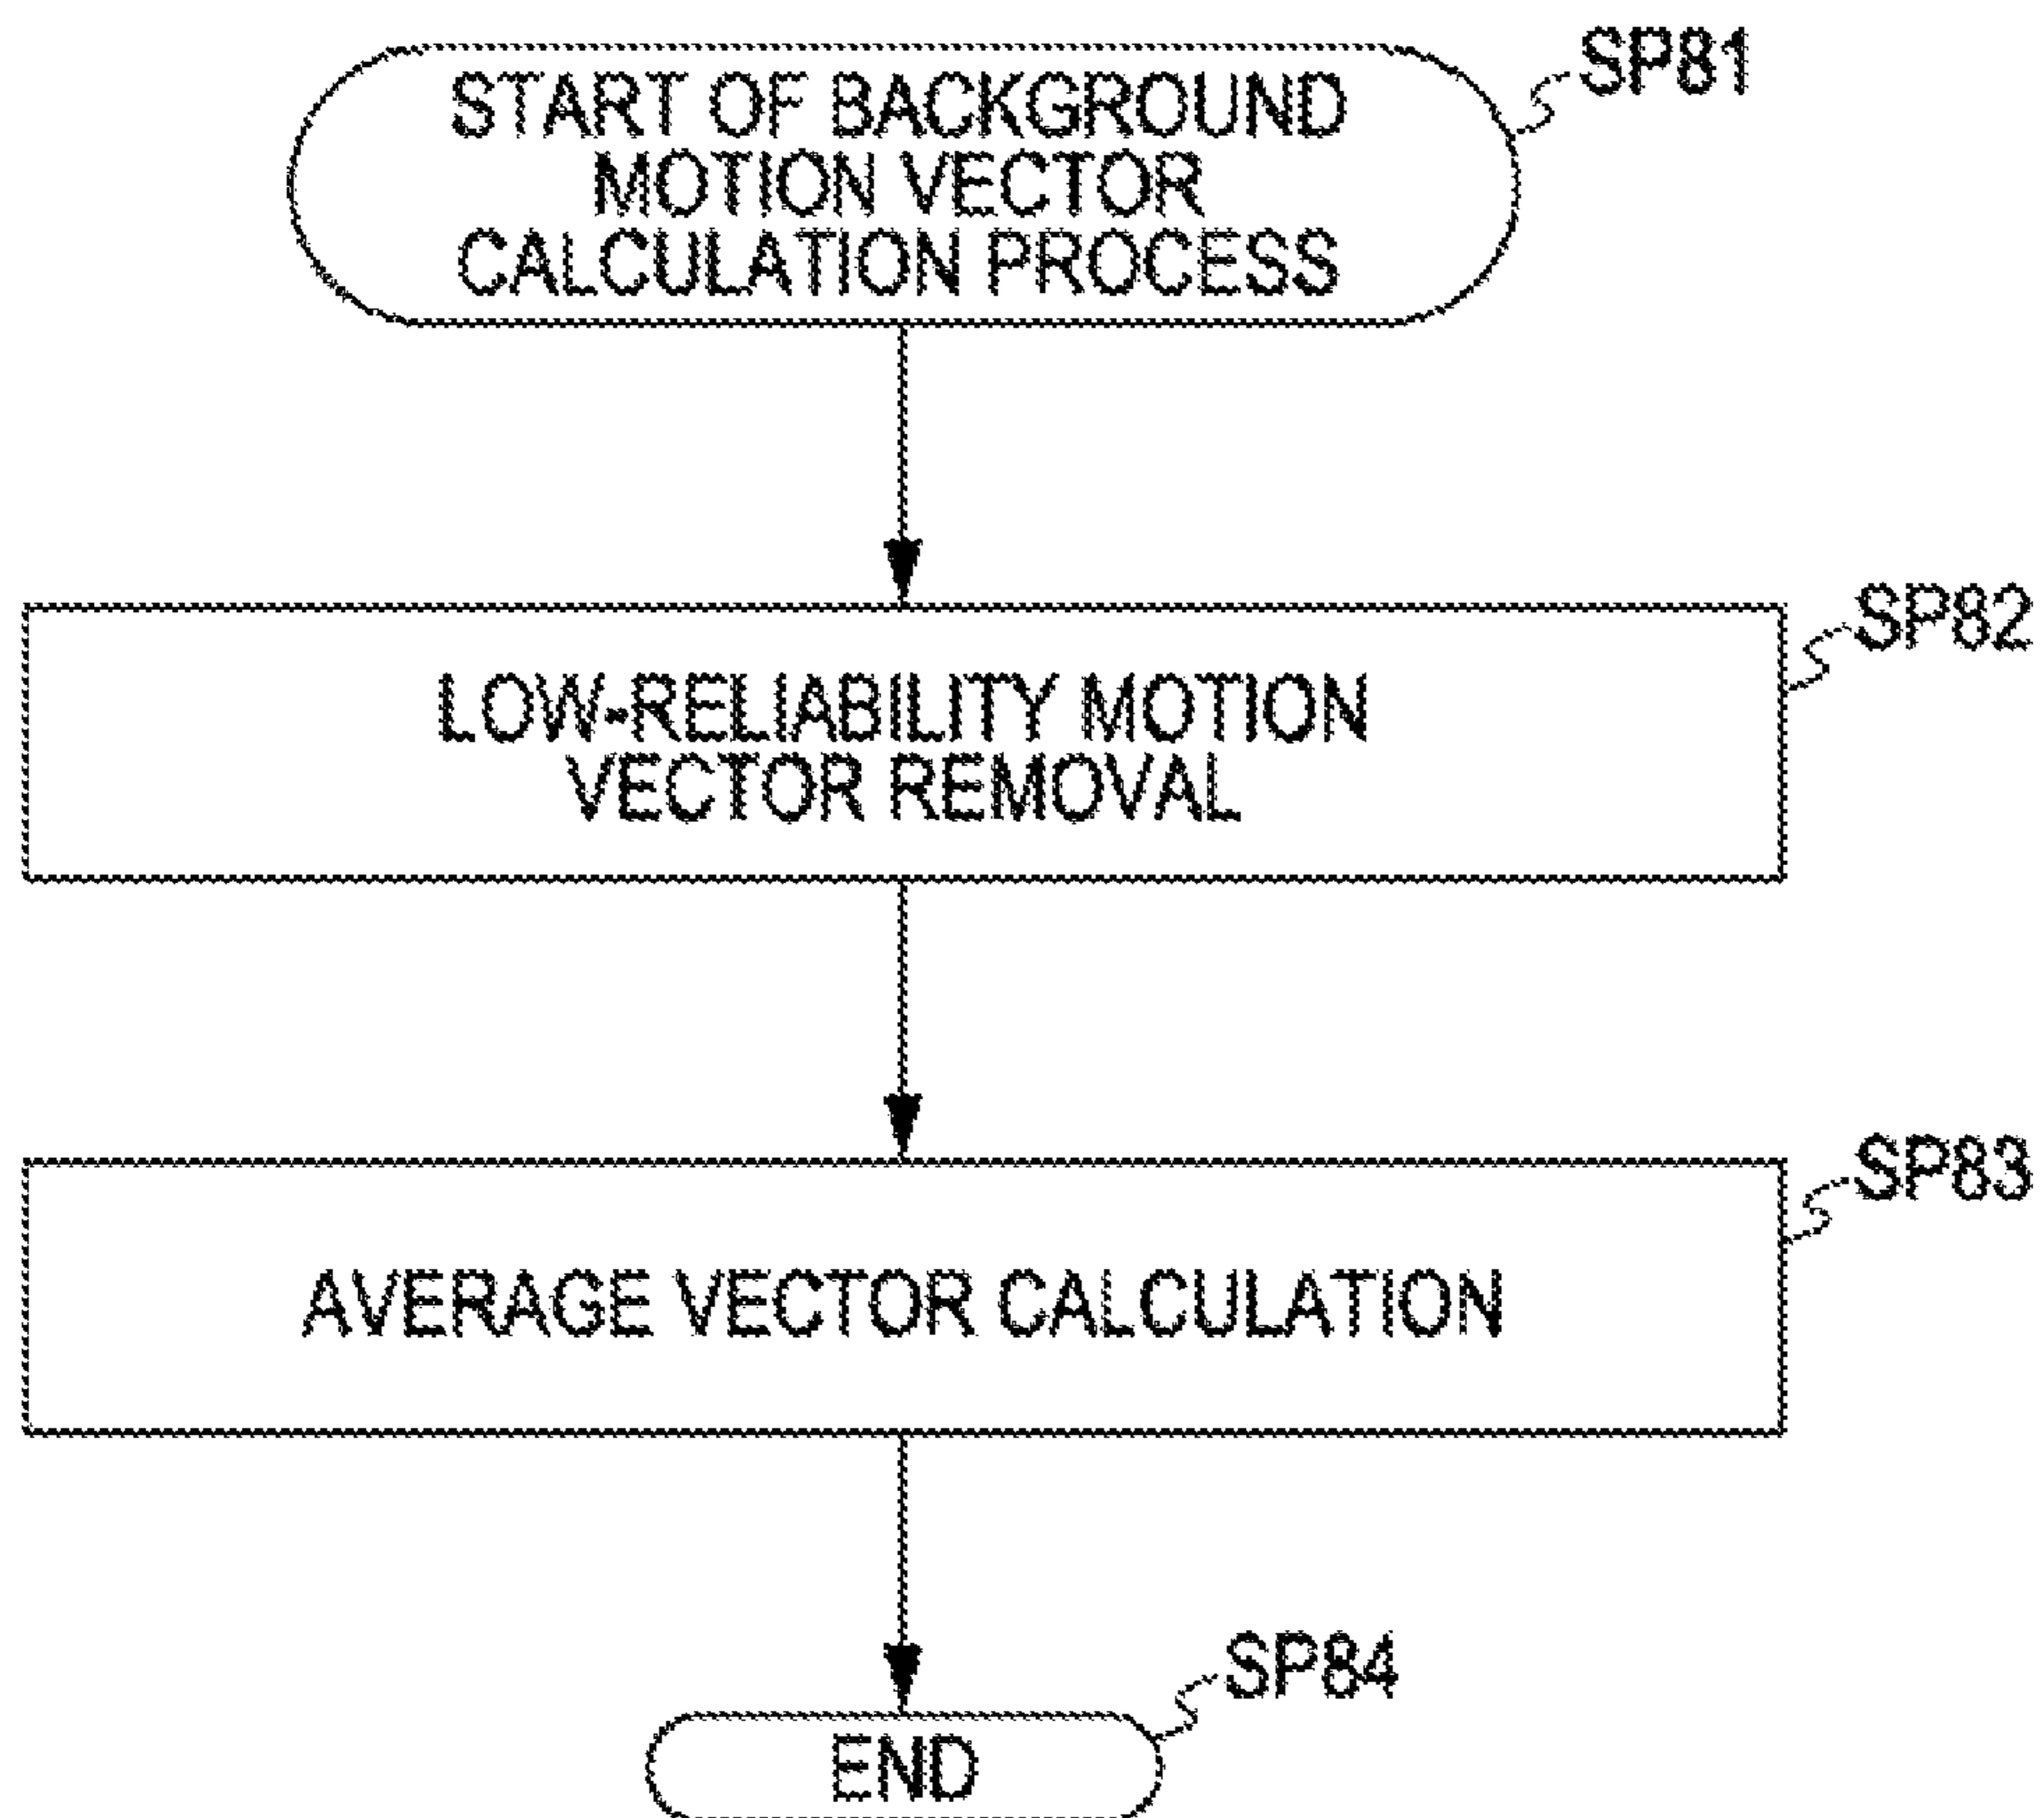 START OF BACKGROUND
MOTION VECTOR
CALCULATION PROCESS
SP81
LOW-RELIABILITY MOTION
VECTOR REMOVAL
SP82
AVERAGE VECTOR CALCULATION
SP83
END
SP84